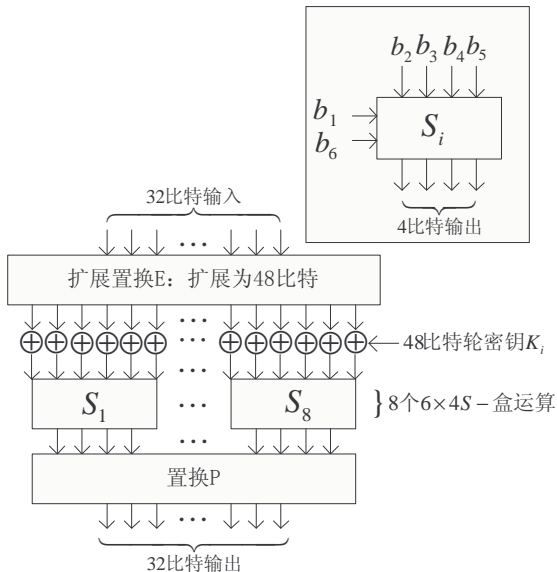 b₂ b₃ b₄ b₅
b₁
Sᵢ
b₆
4比特输出
32比特输入
…
扩展置换E：扩展为48比特
…
⊕⊕⊕⊕⊕⊕ … ⊕⊕⊕⊕⊕⊕ 48比特轮密钥Kᵢ
…
S₁ … S₈ }8个6×4S－盒运算
…
置换P
…
32比特输出